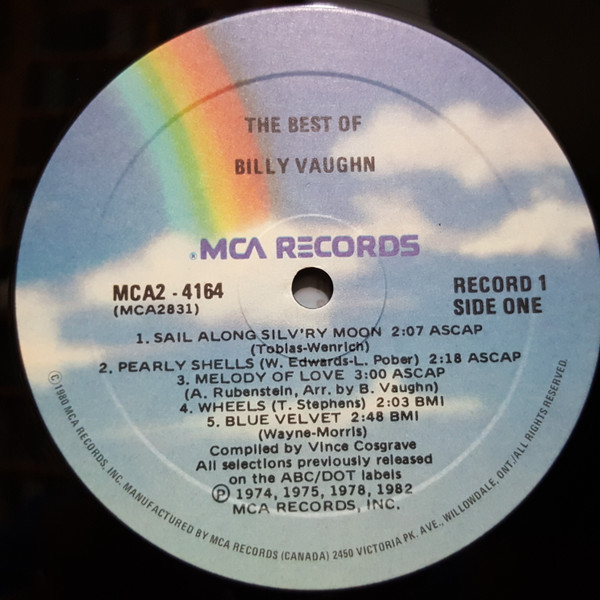 THE BEST OF
BILLY VAUGHN
®MCA RECORDS
MCA2 - 4164
(MCA2831)
RECORD 1
SIDE ONE
1. SAIL ALONG SILV'RY MOON 2:07 ASCAP
(Tobias-Wenrich)
2. PEARLY SHELLS (W. Edwards-L. Pober) 2:18 ASCAP
3. MELODY OF LOVE 3:00 ASCAP
(A. Rubenstein, Arr. by B. Vaughn)
4. WHEELS (T. Stephens) 2:03 BMI
5. BLUE VELVET 2:48 BMI
(Wayne-Morris)
Compiled by Vince Cosgrave
All selections previously released
on the ABC/DOT labels
℗ 1974, 1975, 1978, 1982
MCA RECORDS, INC.
©1980 MCA RECORDS, INC. MANUFACTURED BY MCA RECORDS (CANADA) 2450 VICTORIA PK. AVE., WILLOWDALE, ONT./ALL RIGHTS RESERVED.